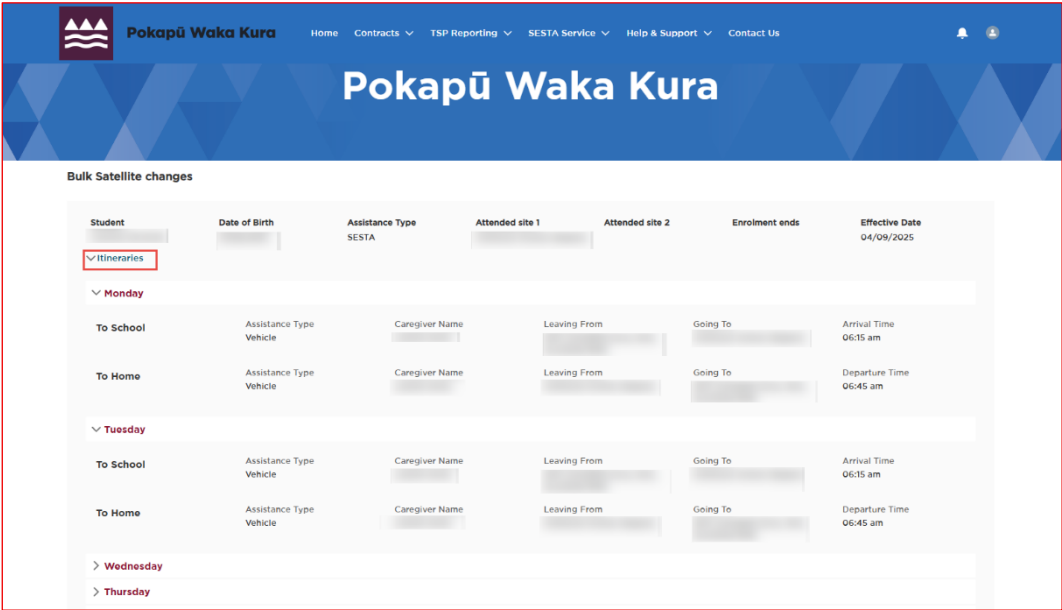 Pokapū Waka Kura Home Contracts TSP Reporting SESTA Service Help & Support Contact Us
Pokapū Waka Kura
Bulk Satellite changes
Student Date of Birth Assistance Type Attended site 1 Attended site 2 Enrolment ends Effective Date
SESTA 04/09/2025
Itineraries
Monday
To School Assistance Type Caregiver Name Leaving From Going To Arrival Time
Vehicle 06:15 am
To Home Assistance Type Caregiver Name Leaving From Going To Departure Time
Vehicle 06:45 am
Tuesday
To School Assistance Type Caregiver Name Leaving From Going To Arrival Time
Vehicle 06:15 am
To Home Assistance Type Caregiver Name Leaving From Going To Departure Time
Vehicle 06:45 am
Wednesday
Thursday